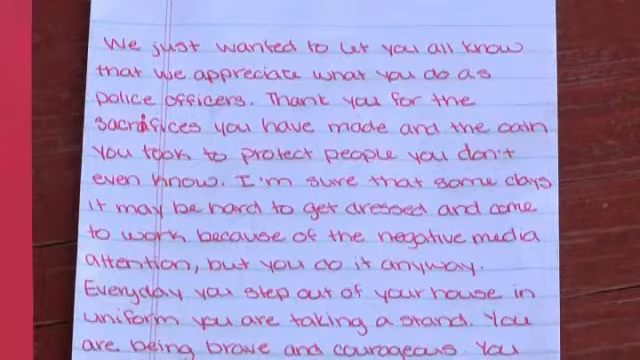 We just wanted to let you all know
that we appreciate what you do as
police officers. Thank you for the
sacrifices you have made and the oath
you took to protect people you don't
even know. I'm sure that some days
it may be hard to get dressed and come
to work because of the negative media
attention, but you do it anyway.
Everyday you step out of your house in
uniform you are taking a stand. You
are being brave and courageous. You